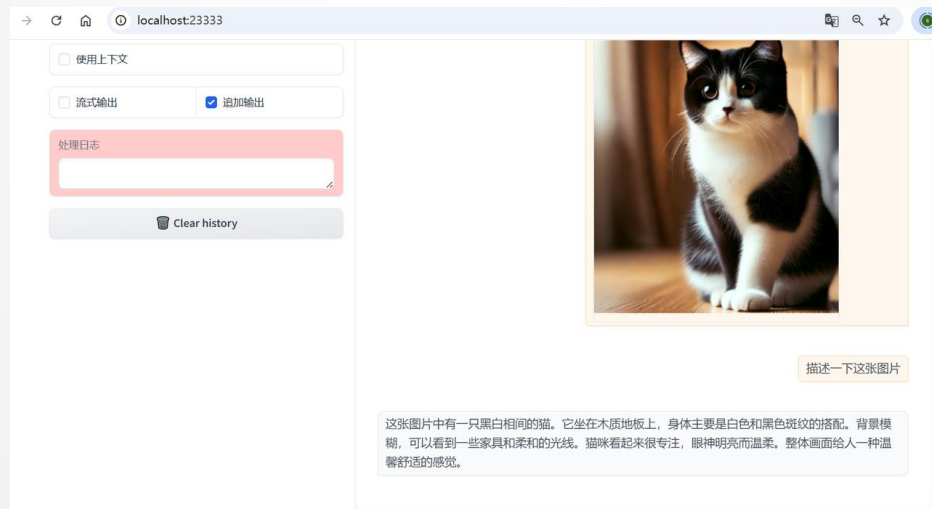 localhost:23333
使用上下文
流式输出
追加输出
处理日志
Clear history
描述一下这张图片
这张图片中有一只黑白相间的猫。它坐在木质地板上，身体主要是白色和黑色斑纹的搭配。背景模
糊，可以看到一些家具和柔和的光线。猫咪看起来很专注，眼神明亮而温柔。整体画面给人一种温
馨舒适的感觉。